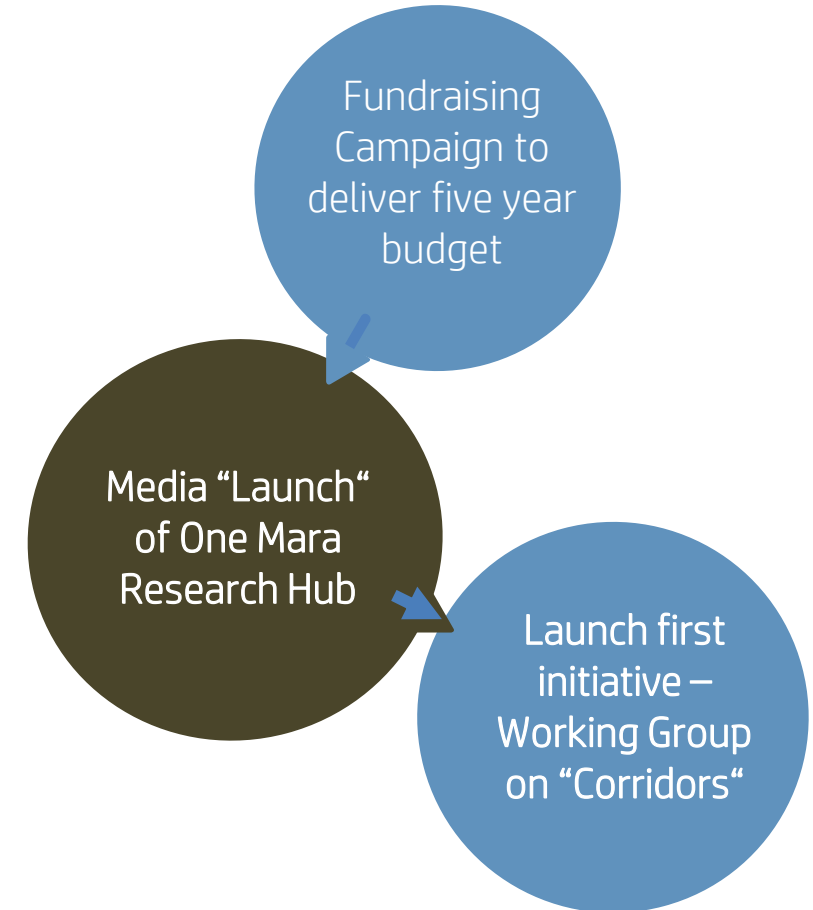 Fundraising
Campaign to
deliver five year
budget
Media “Launch“
of One Mara
Research Hub
Launch first
initiative –
Working Group
on “Corridors“